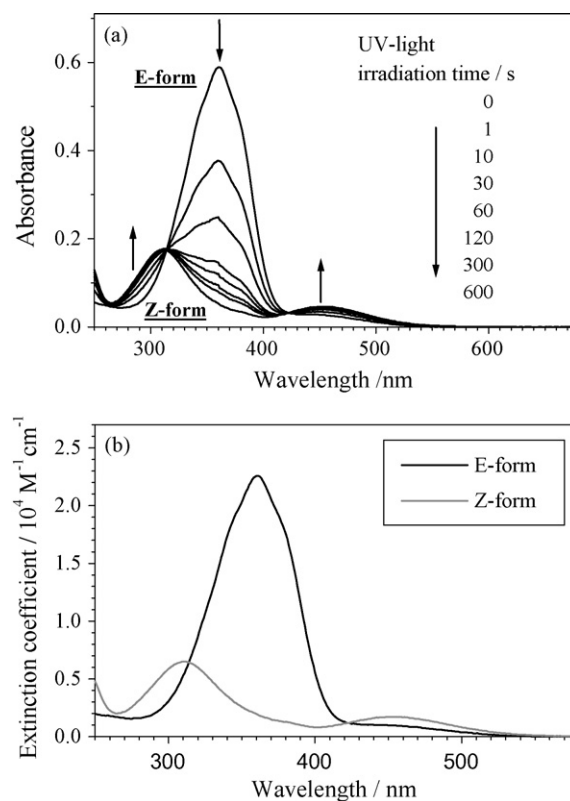 (a)
UV-light
irradiation time / s
0
1
10
30
60
120
300
600
E-form
Z-form
0.6
0.4
0.2
0.0
Absorbance
300
400
500
600
Wavelength /nm
(b)
E-form
Z-form
2.5
2.0
1.5
1.0
0.5
0.0
Extinction coefficient / 10⁴ M⁻¹ cm⁻¹
300
400
500
Wavelength / nm